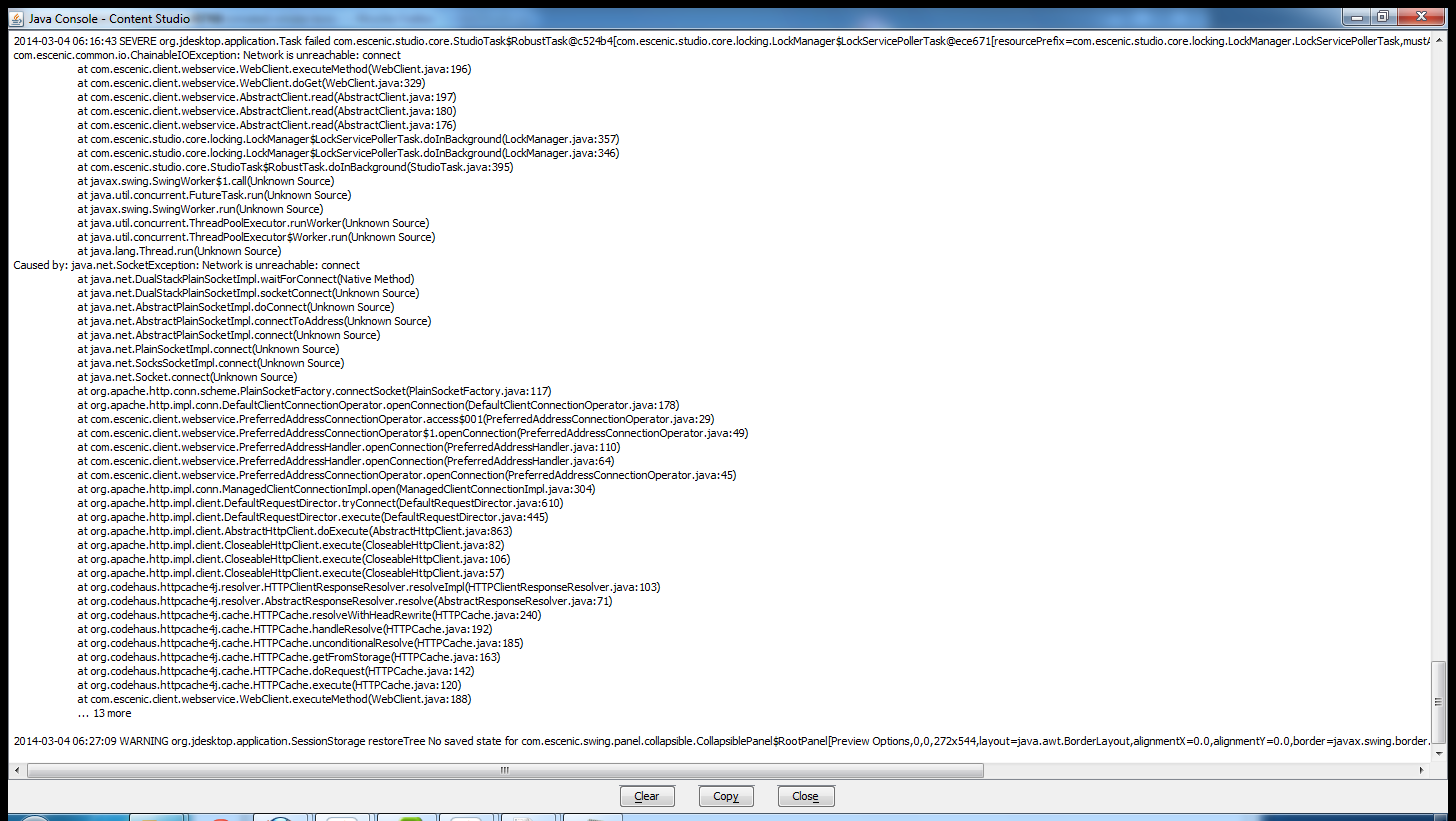 Java Console - Content Studio
2014-03-04 06:16:43 SEVERE org.jdesktop.application.Task failed com.escenic.studio.core.StudioTask$RobustTask@c524b4[com.escenic.studio.core.locking.LockManager$LockServicePollerTask@ece671[resourcePrefix=com.escenic.studio.core.locking.LockManager.LockServicePollerTask,mustA
com.escenic.common.io.ChainableIOException: Network is unreachable: connect
at com.escenic.client.webservice.WebClient.executeMethod(WebClient.java:196)
at com.escenic.client.webservice.WebClient.doGet(WebClient.java:329)
at com.escenic.client.webservice.AbstractClient.read(AbstractClient.java:197)
at com.escenic.client.webservice.AbstractClient.read(AbstractClient.java:180)
at com.escenic.client.webservice.AbstractClient.read(AbstractClient.java:176)
at com.escenic.studio.core.locking.LockManager$LockServicePollerTask.doInBackground(LockManager.java:357)
at com.escenic.studio.core.locking.LockManager$LockServicePollerTask.doInBackground(LockManager.java:346)
at com.escenic.studio.core.StudioTask$RobustTask.doInBackground(StudioTask.java:395)
at javax.swing.SwingWorker$1.call(Unknown Source)
at java.util.concurrent.FutureTask.run(Unknown Source)
at javax.swing.SwingWorker.run(Unknown Source)
at java.util.concurrent.ThreadPoolExecutor.runWorker(Unknown Source)
at java.util.concurrent.ThreadPoolExecutor$Worker.run(Unknown Source)
at java.lang.Thread.run(Unknown Source)
Caused by: java.net.SocketException: Network is unreachable: connect
at java.net.DualStackPlainSocketImpl.waitForConnect(Native Method)
at java.net.DualStackPlainSocketImpl.socketConnect(Unknown Source)
at java.net.AbstractPlainSocketImpl.doConnect(Unknown Source)
at java.net.AbstractPlainSocketImpl.connectToAddress(Unknown Source)
at java.net.AbstractPlainSocketImpl.connect(Unknown Source)
at java.net.PlainSocketImpl.connect(Unknown Source)
at java.net.SocksSocketImpl.connect(Unknown Source)
at java.net.Socket.connect(Unknown Source)
at org.apache.http.conn.scheme.PlainSocketFactory.connectSocket(PlainSocketFactory.java:117)
at org.apache.http.impl.conn.DefaultClientConnectionOperator.openConnection(DefaultClientConnectionOperator.java:178)
at com.escenic.client.webservice.PreferredAddressConnectionOperator.access$001(PreferredAddressConnectionOperator.java:29)
at com.escenic.client.webservice.PreferredAddressConnectionOperator$1.openConnection(PreferredAddressConnectionOperator.java:49)
at com.escenic.client.webservice.PreferredAddressHandler.openConnection(PreferredAddressHandler.java:110)
at com.escenic.client.webservice.PreferredAddressHandler.openConnection(PreferredAddressHandler.java:64)
at com.escenic.client.webservice.PreferredAddressConnectionOperator.openConnection(PreferredAddressConnectionOperator.java:45)
at org.apache.http.impl.conn.ManagedClientConnectionImpl.open(ManagedClientConnectionImpl.java:304)
at org.apache.http.impl.client.DefaultRequestDirector.tryConnect(DefaultRequestDirector.java:610)
at org.apache.http.impl.client.DefaultRequestDirector.execute(DefaultRequestDirector.java:445)
at org.apache.http.impl.client.AbstractHttpClient.doExecute(AbstractHttpClient.java:863)
at org.apache.http.impl.client.CloseableHttpClient.execute(CloseableHttpClient.java:82)
at org.apache.http.impl.client.CloseableHttpClient.execute(CloseableHttpClient.java:106)
at org.apache.http.impl.client.CloseableHttpClient.execute(CloseableHttpClient.java:57)
at org.codehaus.httpcache4j.resolver.HTTPClientResponseResolver.resolveImpl(HTTPClientResponseResolver.java:103)
at org.codehaus.httpcache4j.resolver.AbstractResponseResolver.resolve(AbstractResponseResolver.java:71)
at org.codehaus.httpcache4j.cache.HTTPCache.resolveWithHeadRewrite(HTTPCache.java:240)
at org.codehaus.httpcache4j.cache.HTTPCache.handleResolve(HTTPCache.java:192)
at org.codehaus.httpcache4j.cache.HTTPCache.unconditionalResolve(HTTPCache.java:185)
at org.codehaus.httpcache4j.cache.HTTPCache.getFromStorage(HTTPCache.java:163)
at org.codehaus.httpcache4j.cache.HTTPCache.doRequest(HTTPCache.java:142)
at org.codehaus.httpcache4j.cache.HTTPCache.execute(HTTPCache.java:120)
at com.escenic.client.webservice.WebClient.executeMethod(WebClient.java:188)
... 13 more
2014-03-04 06:27:09 WARNING org.jdesktop.application.SessionStorage restoreTree No saved state for com.escenic.swing.panel.collapsible.CollapsiblePanel$RootPanel[Preview Options,0,0,272x544,layout=java.awt.BorderLayout,alignmentX=0.0,alignmentY=0.0,border=javax.swing.border.
Clear Copy Close